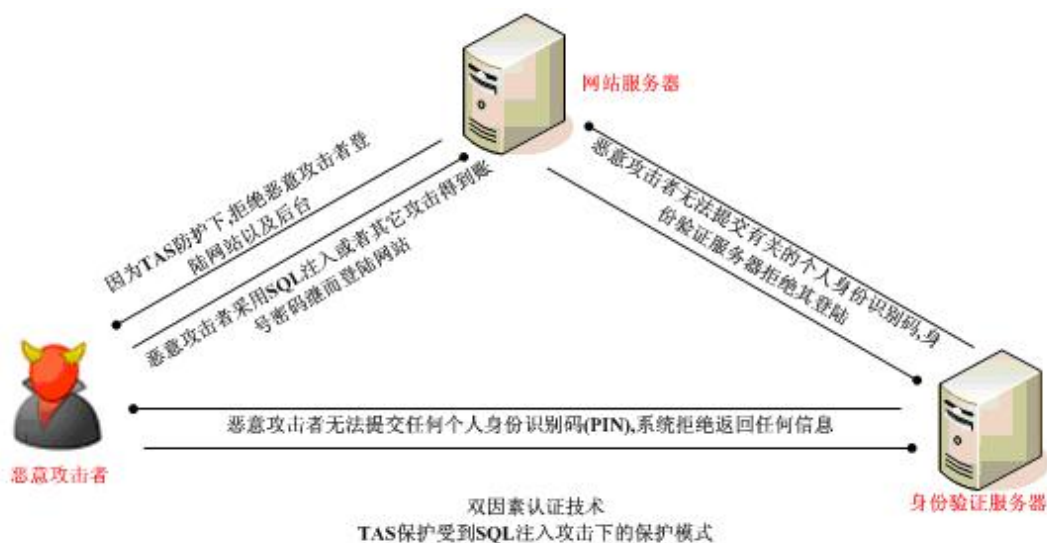 网站服务器
因为TAS防护下,拒绝恶意攻击者登
陆网站以及后台
恶意攻击者采用SQL注入或者其它攻击得到账
号密码继而登陆网站
恶意攻击者无法提交有关的个人身份识别码,身
份验证服务器拒绝其登陆
恶意攻击者无法提交任何个人身份识别码(PIN),系统拒绝返回任何信息
恶意攻击者
身份验证服务器
双因素认证技术
TAS保护受到SQL注入攻击下的保护模式